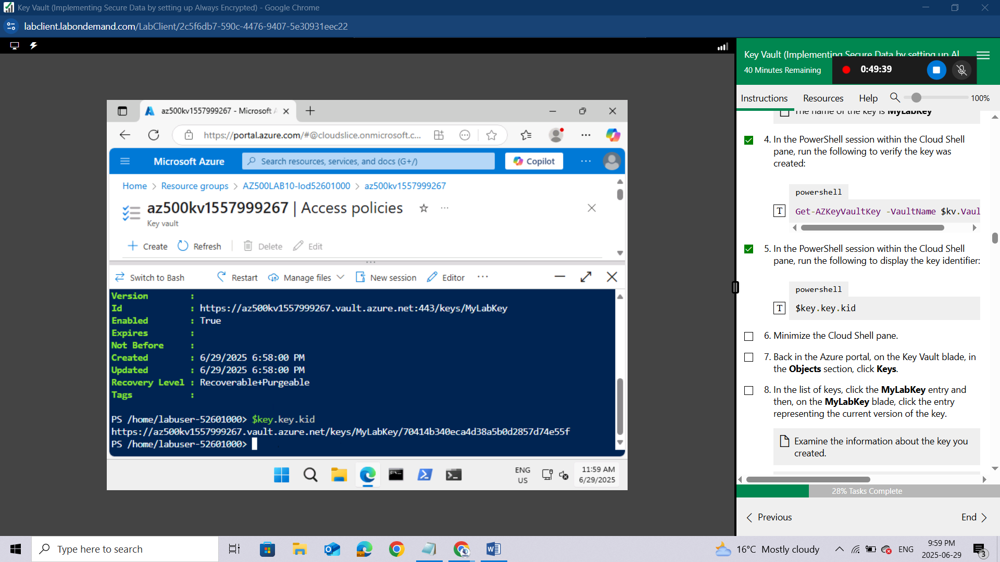 Key Vault (Implementing Secure Data by setting up Always Encrypted) - Google Chrome
labclient.labondemand.com/LabClient/2c5f6db7-590c-4476-9407-5e30931eec22
az500kv1557999267 - Microsoft
https://portal.azure.com/#@cloudslice.onmicrosoft.c...
Microsoft Azure
Search resources, services, and docs (G+/)
Copilot
Home > Resource groups > AZ500LAB10-lod52601000 > az500kv1557999267
az500kv1557999267 | Access policies
Key vault
Create
Refresh
Delete
Edit
Switch to Bash
Restart
Manage files
New session
Editor
Version :
Id : https://az500kv1557999267.vault.azure.net:443/keys/MyLabKey
Enabled : True
Expires :
Not Before :
Created : 6/29/2025 6:58:00 PM
Updated : 6/29/2025 6:58:00 PM
Recovery Level : Recoverable+Purgeable
Tags :
PS /home/labuser-52601000> $key.key.kid
https://az500kv1557999267.vault.azure.net/keys/MyLabKey/70414b340eca4d38a5b0d2857d74e55f
PS /home/labuser-52601000>
ENG
US
11:59 AM
6/29/2025
Key Vault (Implementing Secure Data by setting up Al
40 Minutes Remaining
0:49:39
Instructions
Resources
Help
100%
The name of the key is MyLabKey
4. In the PowerShell session within the Cloud Shell
pane, run the following to verify the key was
created:
powershell
T
Get-AZKeyVaultKey -VaultName $kv.Vaul
5. In the PowerShell session within the Cloud Shell
pane, run the following to display the key identifier:
powershell
T
$key.key.kid
6. Minimize the Cloud Shell pane.
7. Back in the Azure portal, on the Key Vault blade, in
the Objects section, click Keys.
8. In the list of keys, click the MyLabKey entry and
then, on the MyLabKey blade, click the entry
representing the current version of the key.
Examine the information about the key you
created.
28% Tasks Complete
Previous
End
Type here to search
16°C Mostly cloudy
ENG
9:59 PM
2025-06-29
3